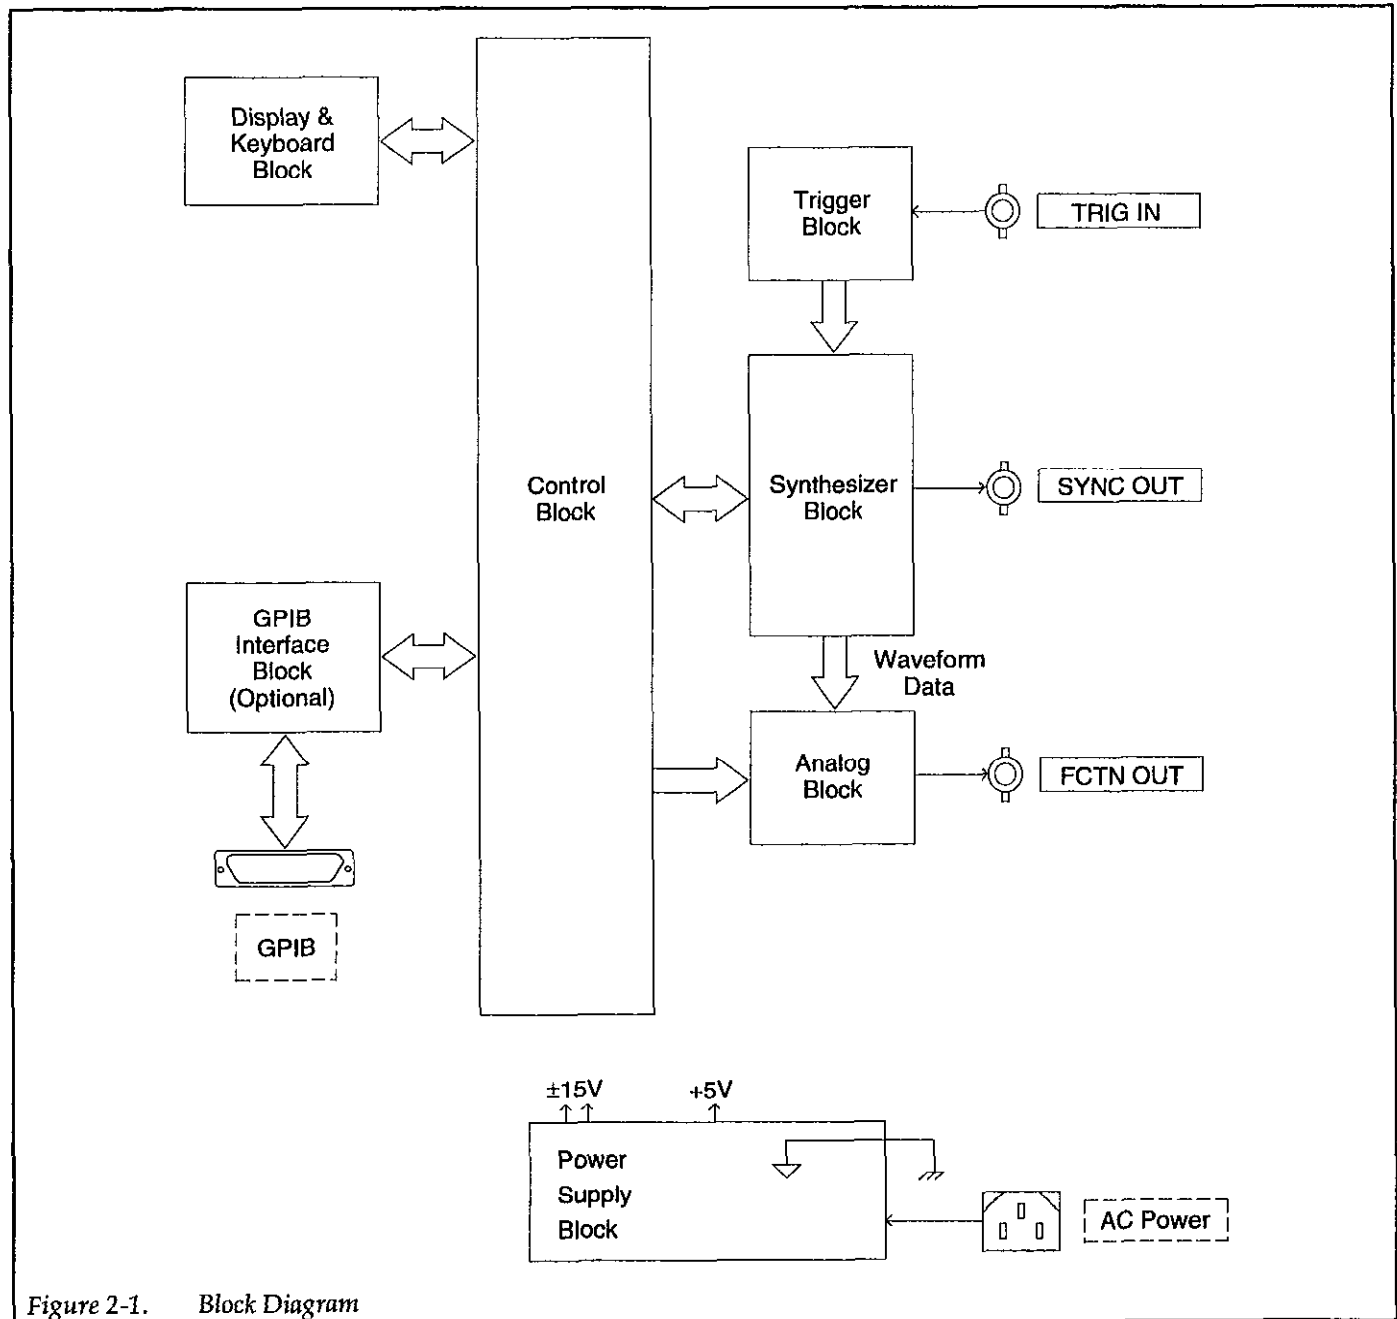 Display &
Keyboard
Block
Trigger
Block
TRIG IN
Control
Block
Synthesizer
Block
SYNC OUT
GPIB
Interface
Block
(Optional)
Waveform
Data
Analog
Block
FCTN OUT
GPIB
±15V
+5V
Power
Supply
Block
AC Power
Figure 2-1. Block Diagram